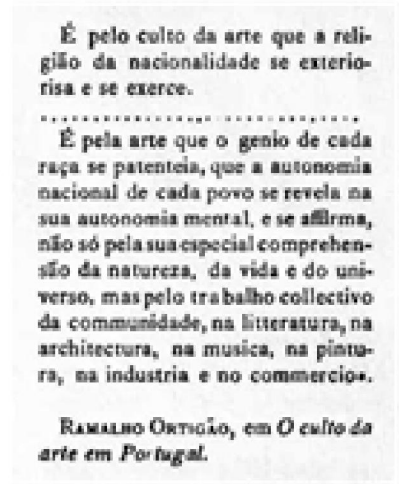 É pelo culto da arte que a reli-
gião da nacionalidade se exterio-
risa e se exerce.
........................................
É pela arte que o genio de cada
raça se patenteia, que a autonomia
nacional de cada povo se revela na
sua autonomia mental, e se affirma,
não só pela sua especial comprehen-
são da natureza, da vida e do uni-
verso, mas pelo trabalho collectivo
da communidade, na litteratura, na
architectura, na musica, na pintu-
ra, na industria e no commercio».
RAMALHO ORTIGÃO, em O culto da
arte em Portugal.